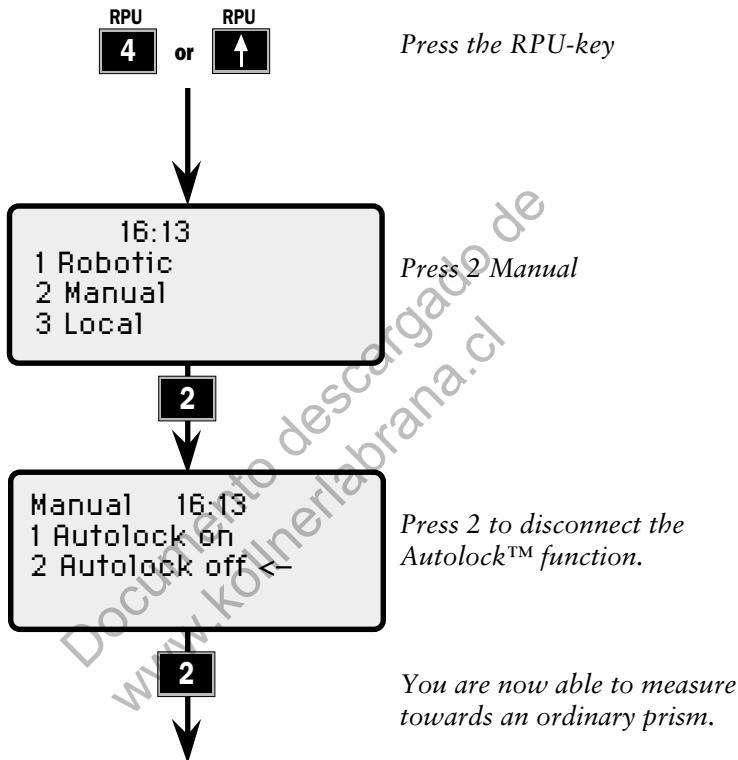 RPU RPU
4 or
Press the RPU-key
16:13
1 Robotic
2 Manual
3 Local
Press 2 Manual
2
Manual 16:13
1 Autolock on
2 Autolock off <-
Press 2 to disconnect the
Autolock™ function.
2
You are now able to measure
towards an ordinary prism.
Documento descargado de
www.kollnerlabrana.cl